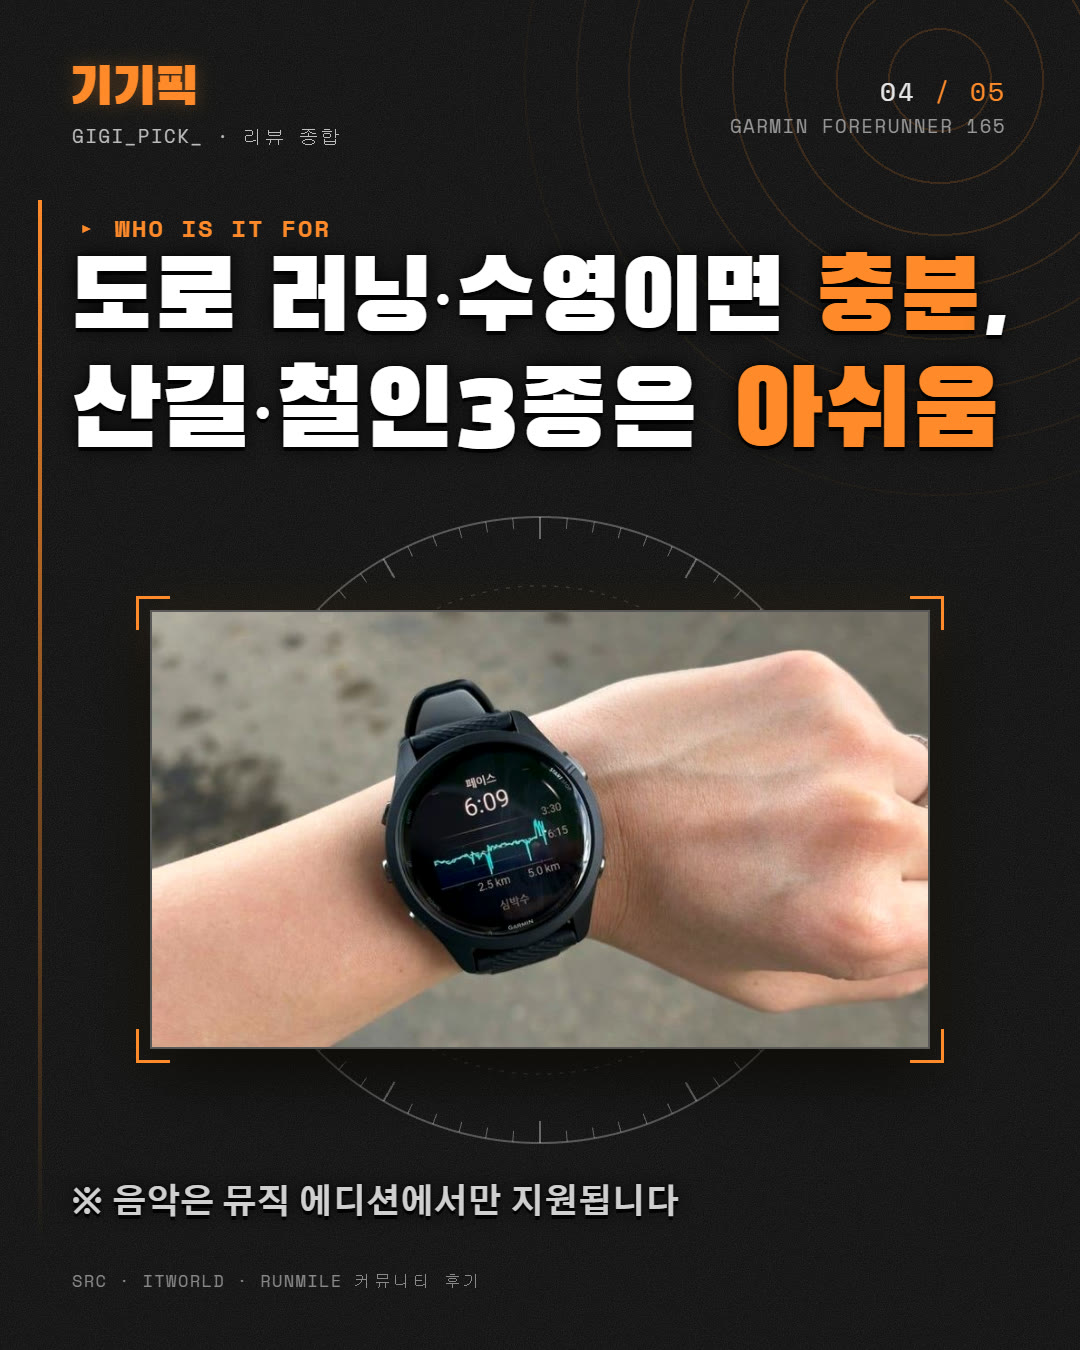 기기픽
GIGI_PICK_ · 리뷰 종합
04 / 05
GARMIN FORERUNNER 165
▸ WHO IS IT FOR
도로 러닝·수영이면 충분,
산길·철인3종은 아쉬움
페이스
6:09
3:30
6:15
2.5 km 5.0 km
심박수
GARMIN
※ 음악은 뮤직 에디션에서만 지원됩니다
SRC · ITWORLD · RUNMILE 커뮤니티 후기